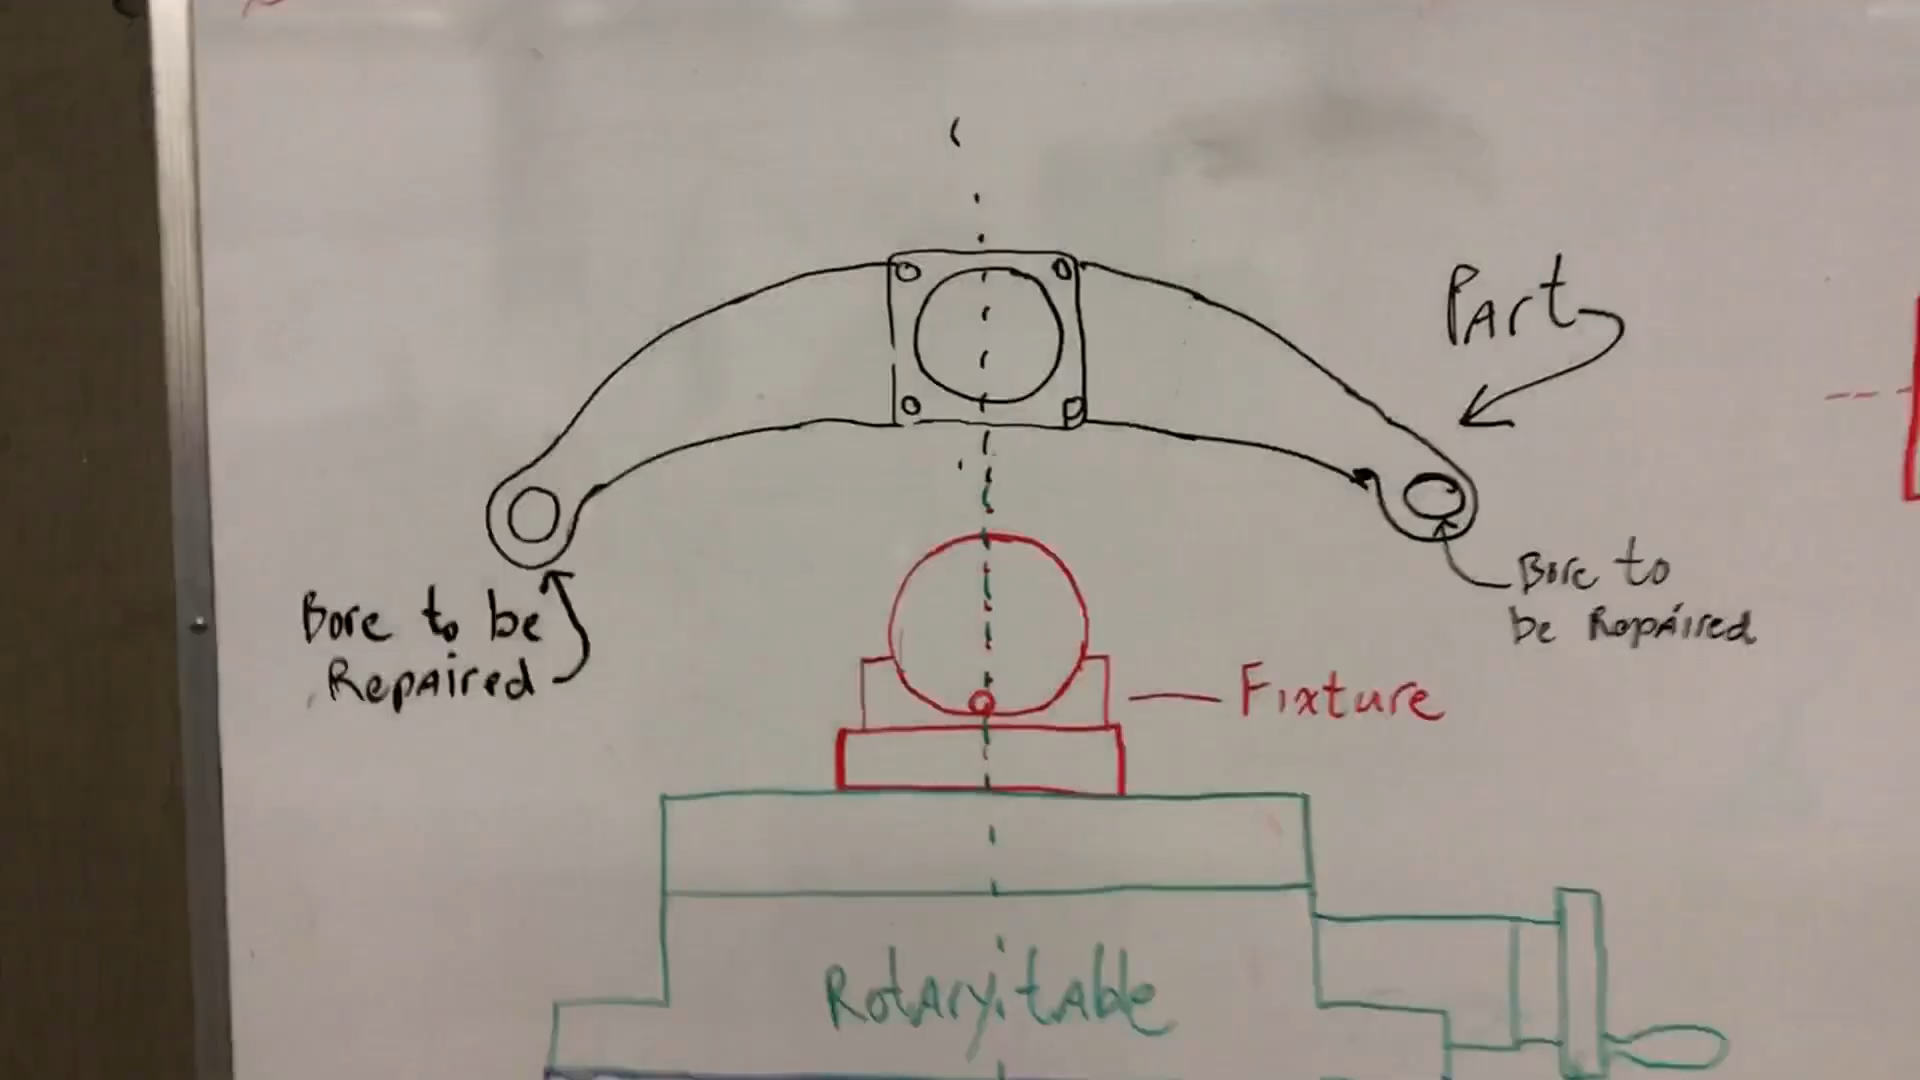 Part
Bore to be
Repaired
Bore to
be Repaired
Fixture
Rotary table